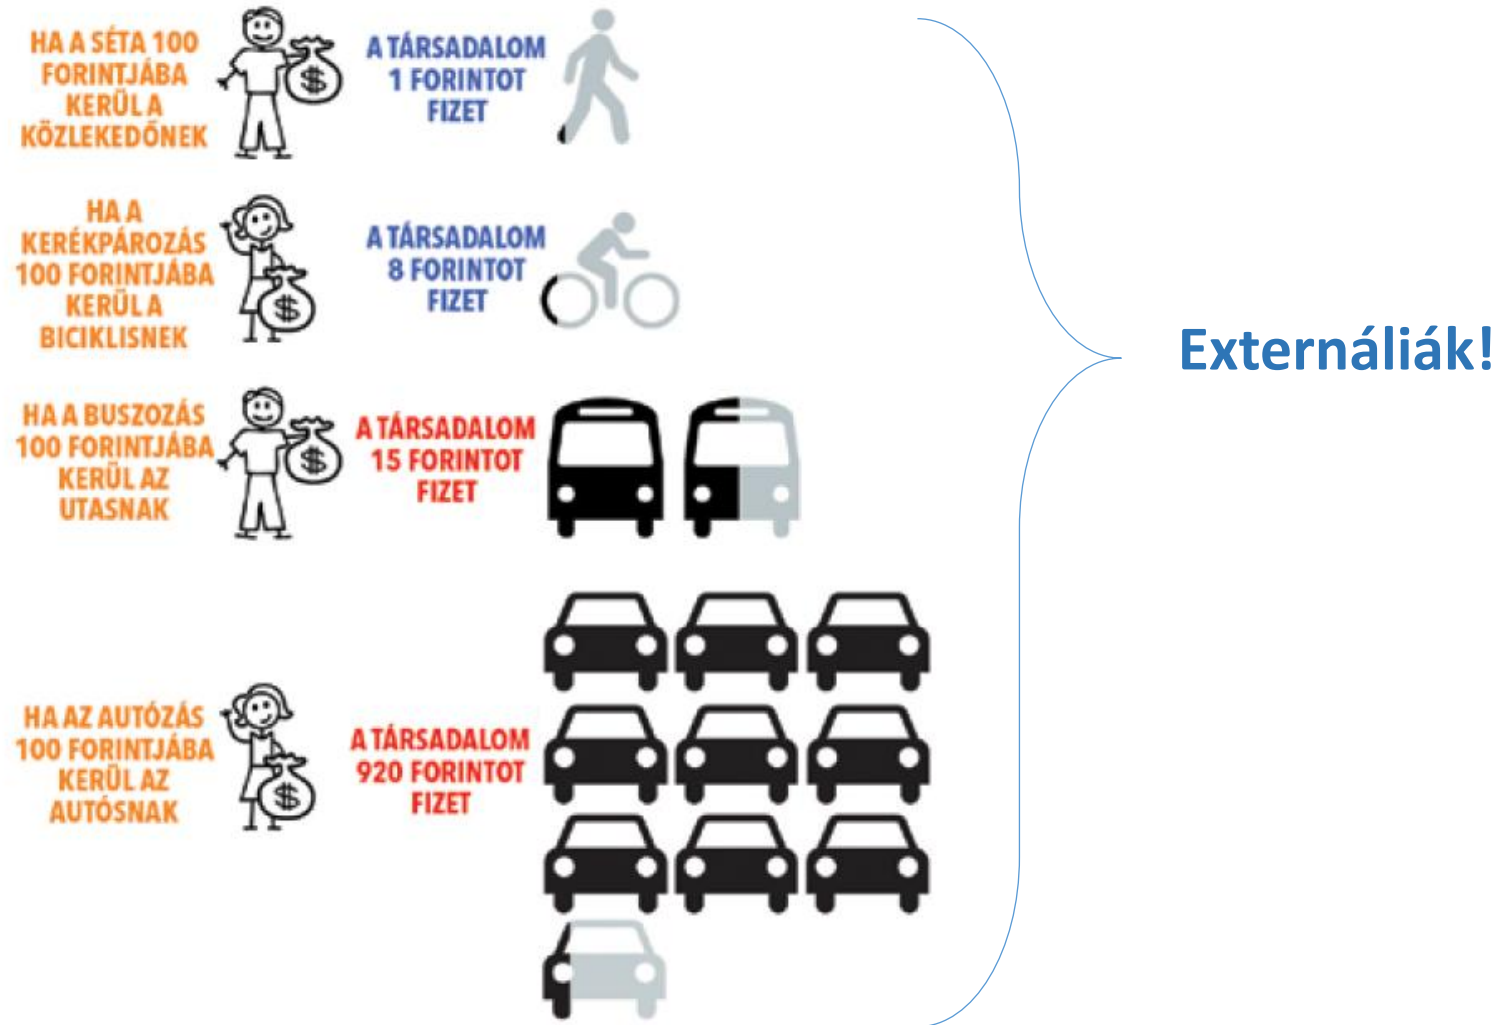 HA A SÉTA 100
FORINTJÁBA
KERÜL A
KÖZLEKEDŐNEK
$
A TÁRSADALOM
1 FORINTOT
FIZET
HA A
KERÉKPÁROZÁS
100 FORINTJÁBA
KERÜL A
BICIKLISNEK
$
A TÁRSADALOM
8 FORINTOT
FIZET
Externáliák!
HA A BUSZOZÁS
100 FORINTJÁBA
KERÜL AZ
UTASNAK
$
A TÁRSADALOM
15 FORINTOT
FIZET
HA AZ AUTÓZÁS
100 FORINTJÁBA
KERÜL AZ
AUTÓSNAK
$
A TÁRSADALOM
920 FORINTOT
FIZET